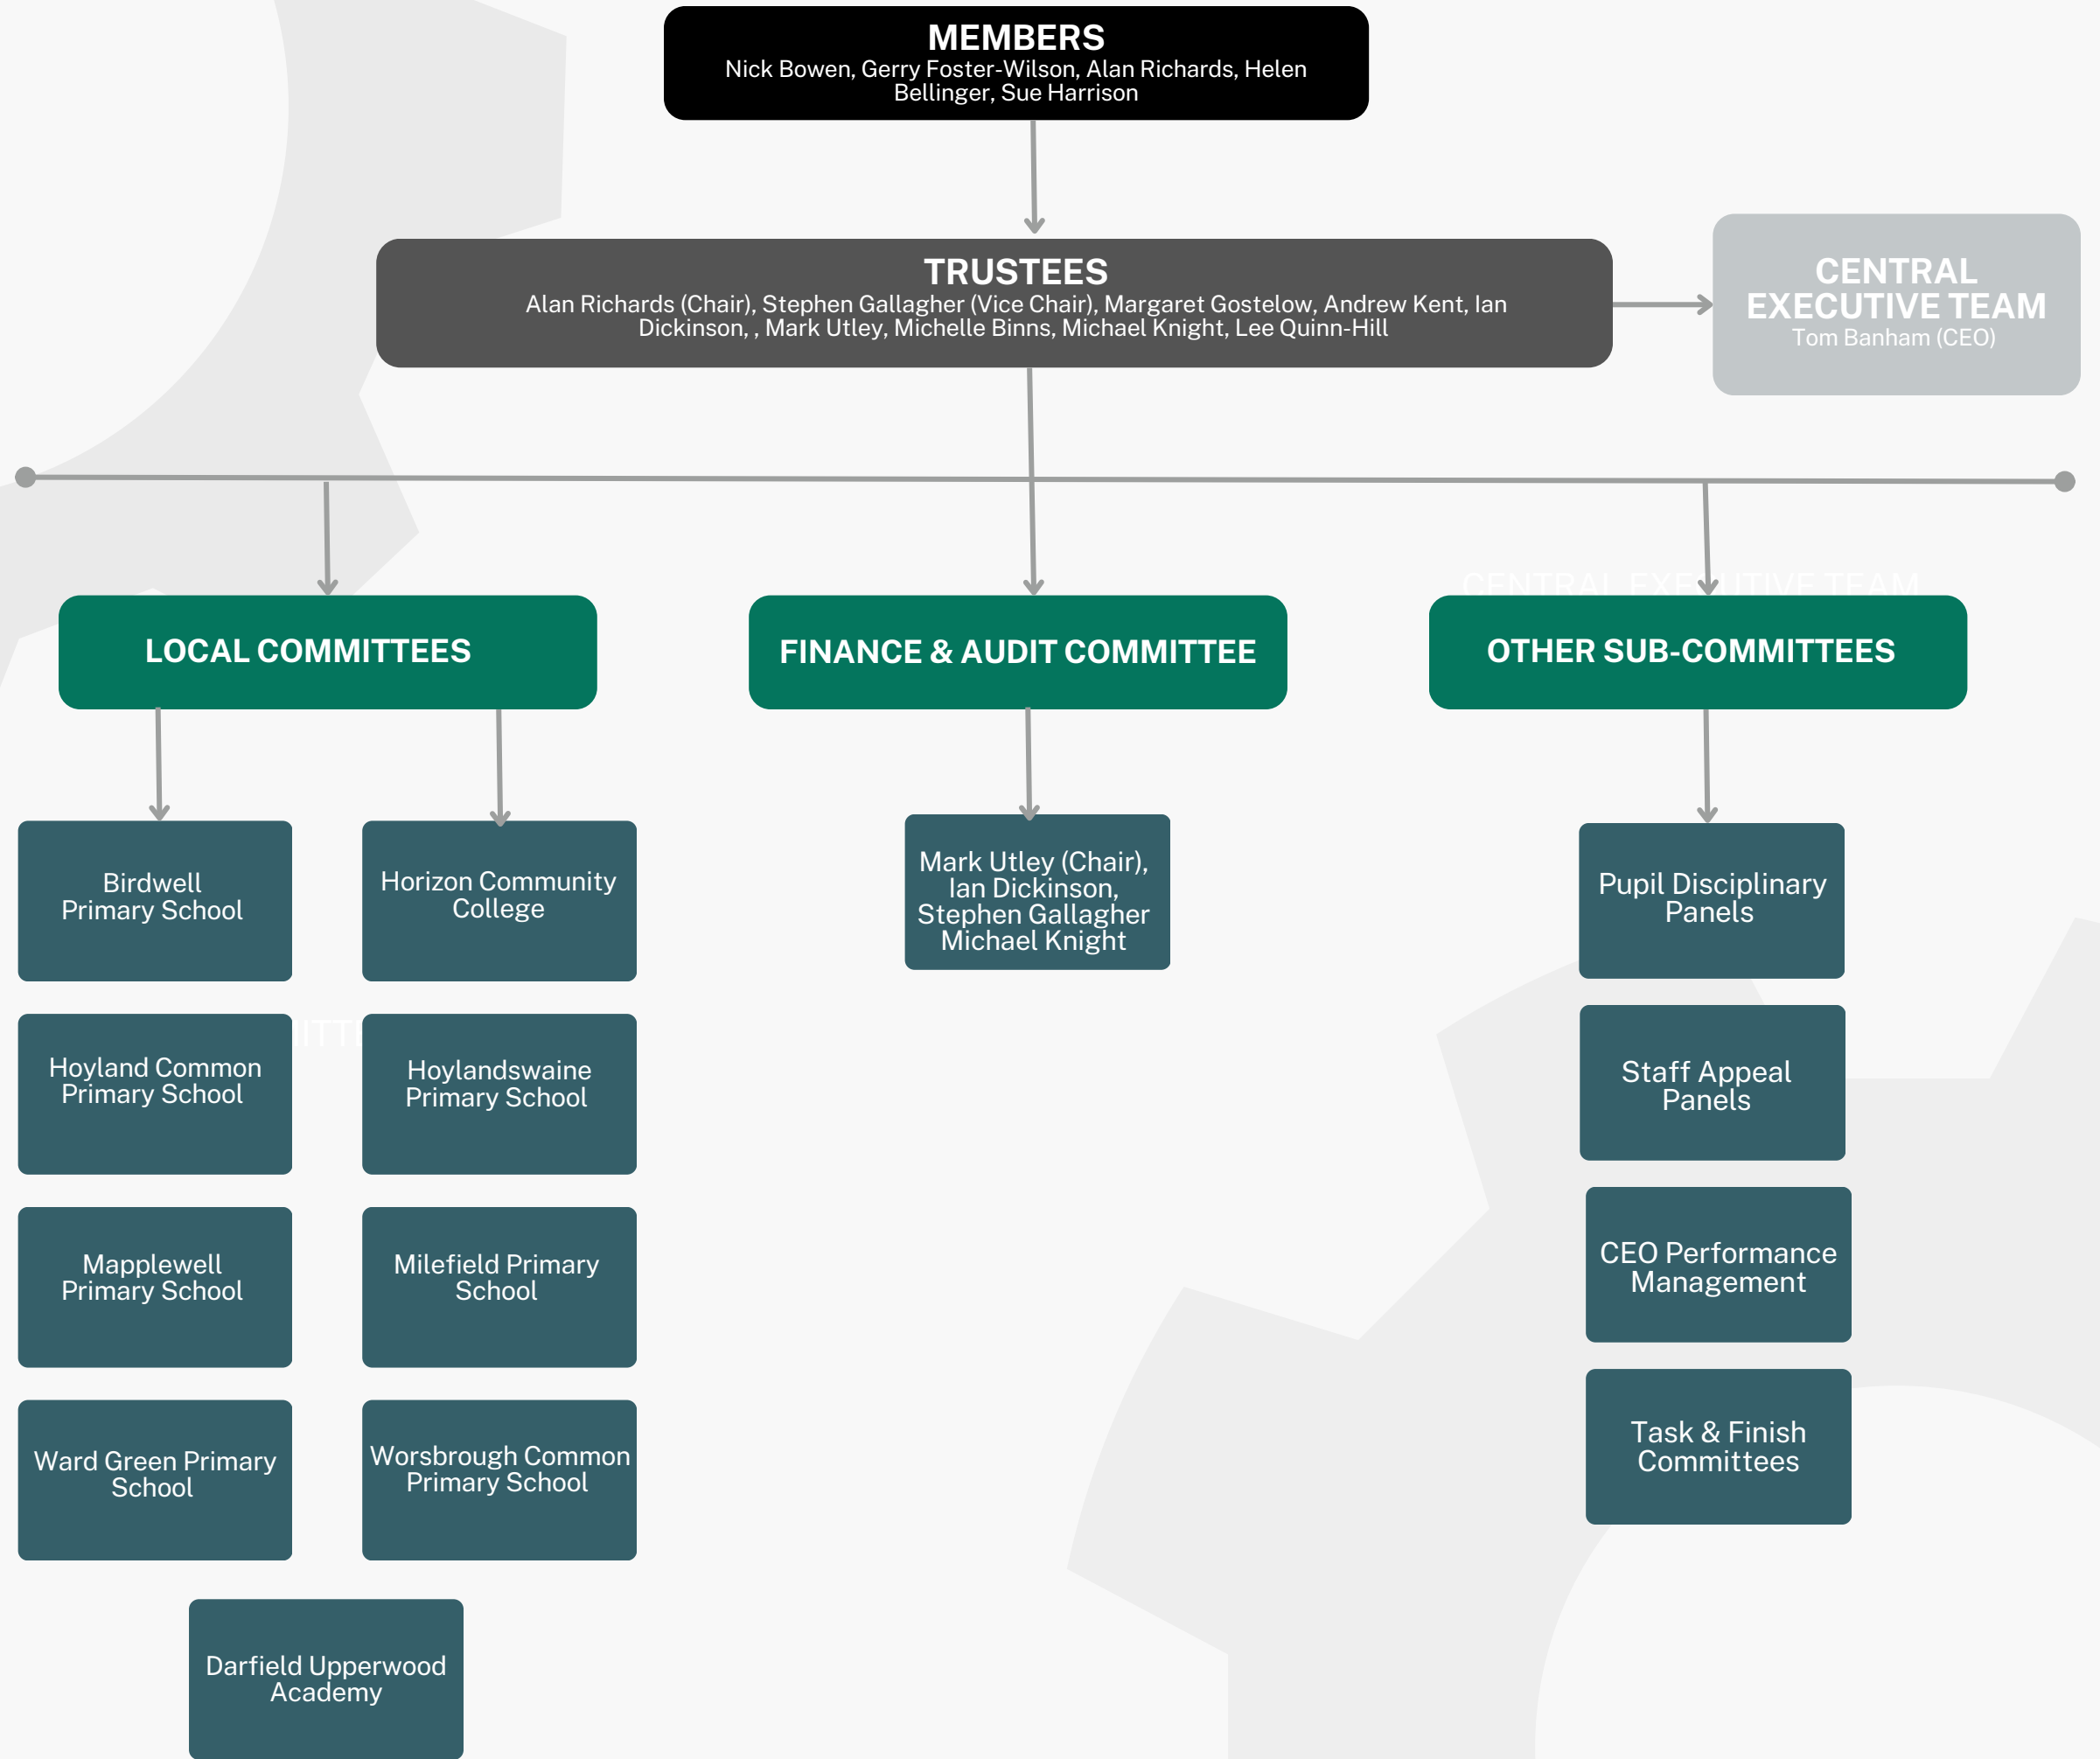 MEMBERS
Nick Bowen, Gerry Foster-Wilson, Alan Richards, Helen
Bellinger, Sue Harrison
TRUSTEES
Alan Richards (Chair), Stephen Gallagher (Vice Chair), Margaret Gostelow, Andrew Kent, Ian
Dickinson, , Mark Utley, Michelle Binns, Michael Knight, Lee Quinn-Hill
CENTRAL
EXECUTIVE TEAM
Tom Banham (CEO)
CENTRAL EXECUTIVE TEAM
LOCAL COMMITTEES
FINANCE & AUDIT COMMITTEE
OTHER SUB-COMMITTEES
Birdwell
Primary School
Horizon Community
College
Mark Utley (Chair),
Ian Dickinson,
Stephen Gallagher
Michael Knight
Pupil Disciplinary
Panels
Hoyland Common
Primary School
Hoylandswaine
Primary School
Staff Appeal
Panels
Mapplewell
Primary School
Milefield Primary
School
CEO Performance
Management
Ward Green Primary
School
Worsbrough Common
Primary School
Task & Finish
Committees
Darfield Upperwood
Academy